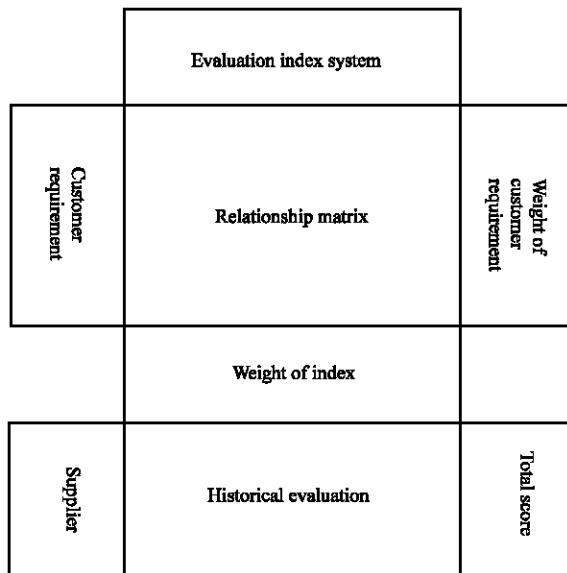 Evaluation index system
Customer
requirement
Relationship matrix
Weight of
customer
requirement
Weight of index
Supplier
Historical evaluation
Total score